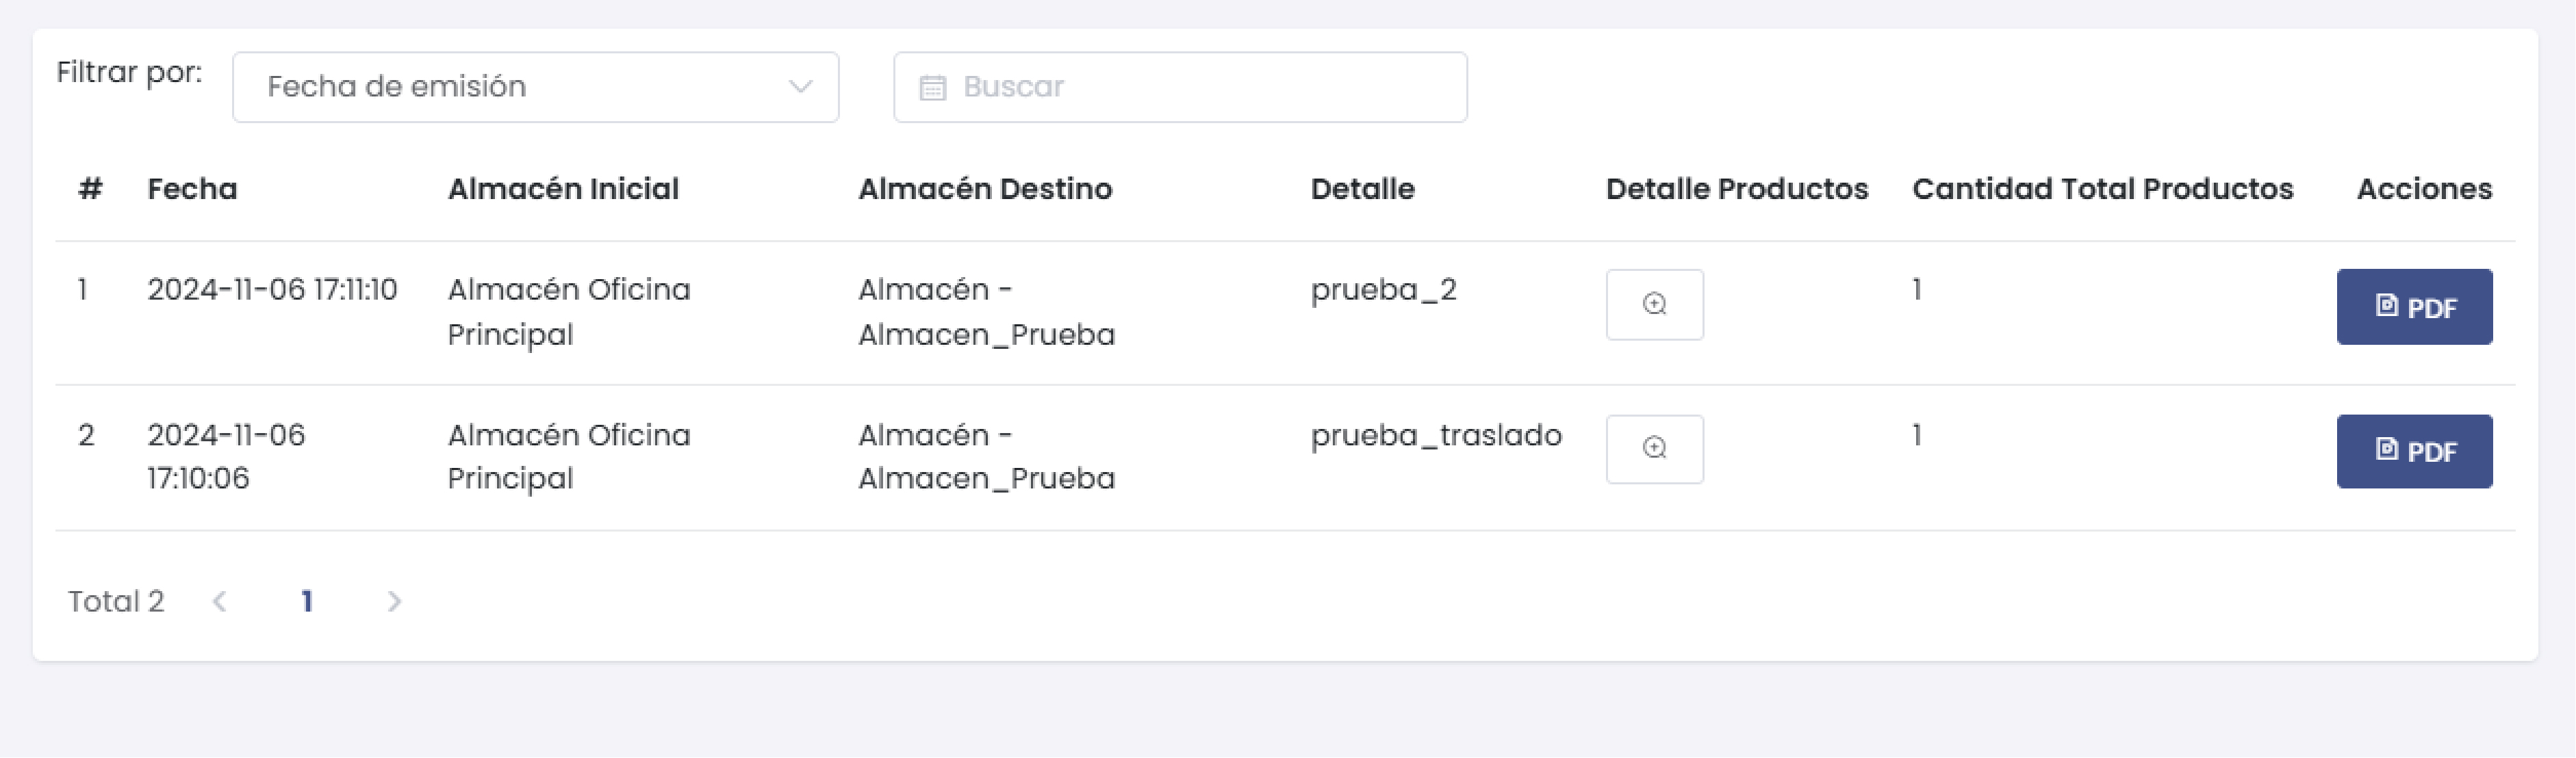 Filtrar por: Fecha de emisión Buscar
# Fecha Almacén Inicial Almacén Destino Detalle Detalle Productos Cantidad Total Productos Acciones
1 2024-11-06 17:11:10 Almacén Oficina Almacén - prueba_2 1 PDF
Principal Almacen_Prueba
2 2024-11-06 Almacén Oficina Almacén - prueba_traslado 1 PDF
17:10:06 Principal Almacen_Prueba
Total 2 < 1 >